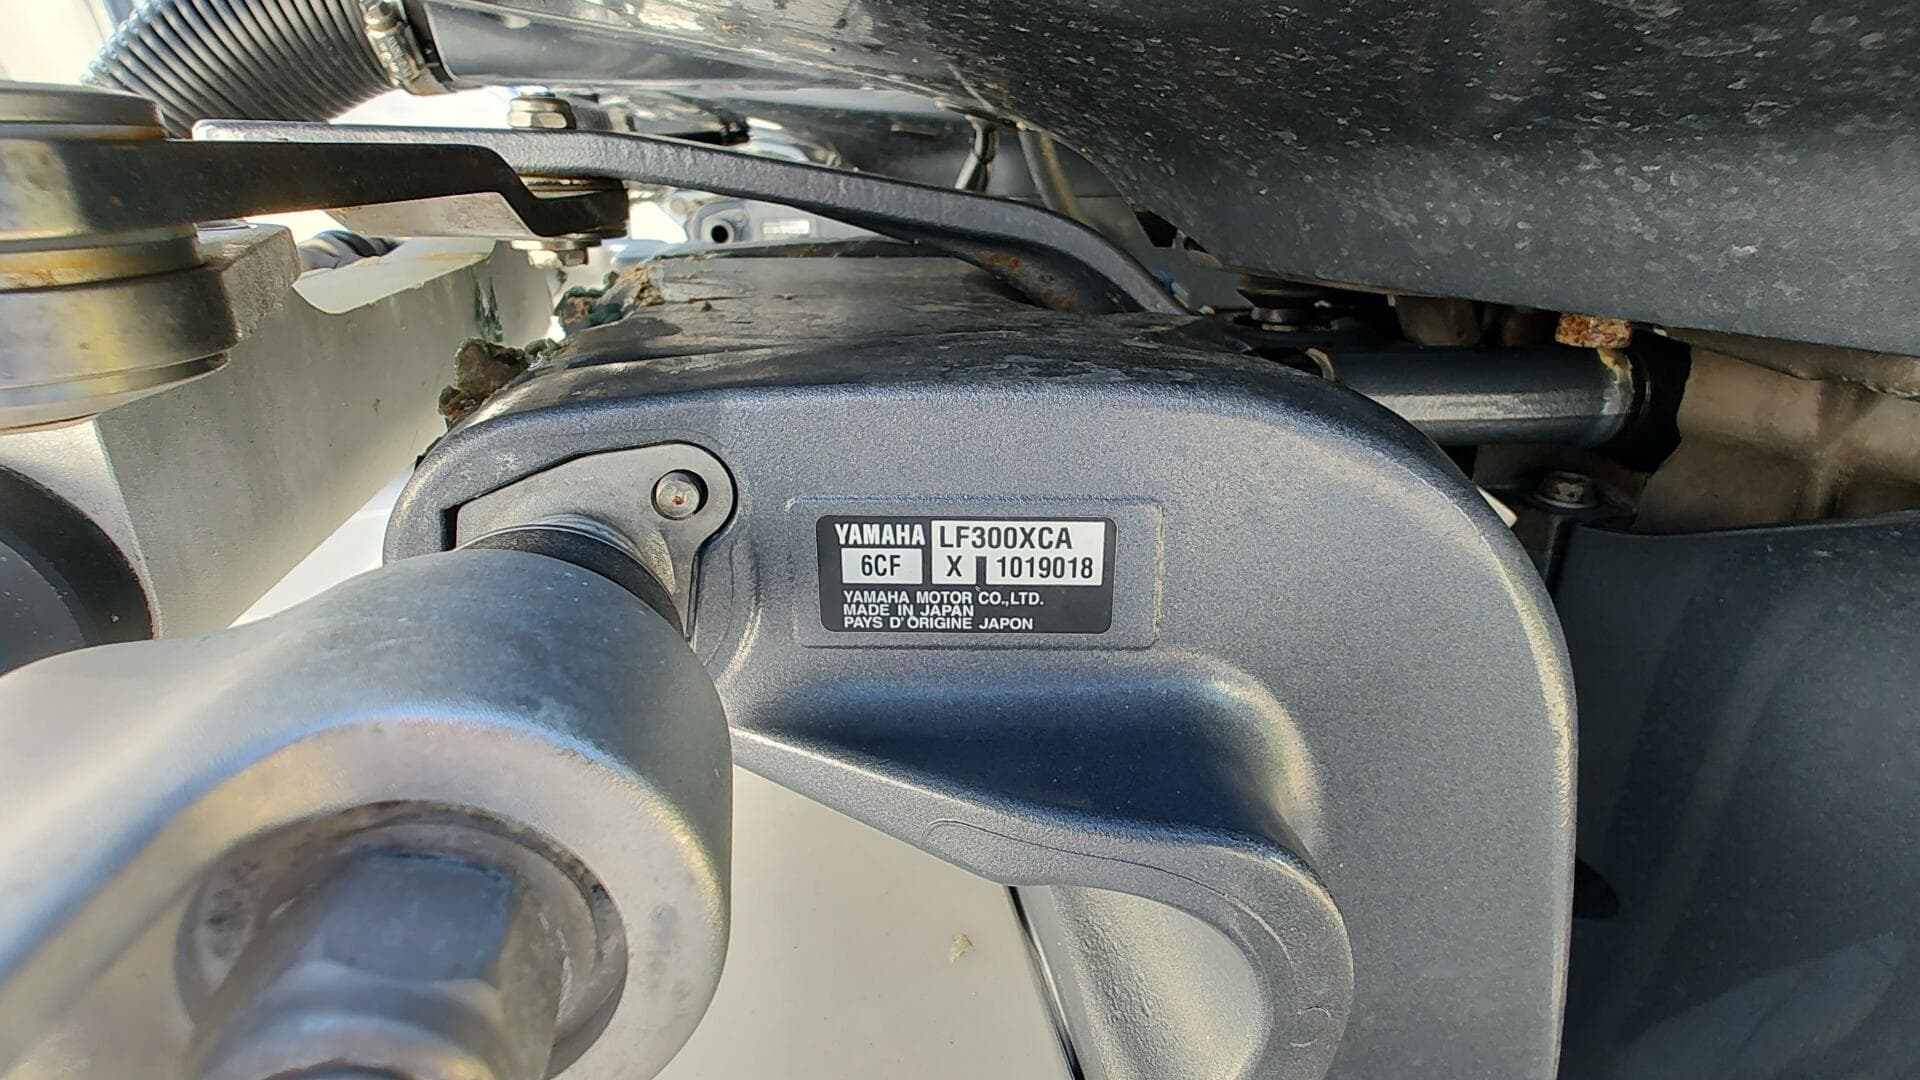 YAMAHA LF300XCA
6CF X 1019018
YAMAHA MOTOR CO.,LTD.
MADE IN JAPAN
PAYS D'ORIGINE JAPON